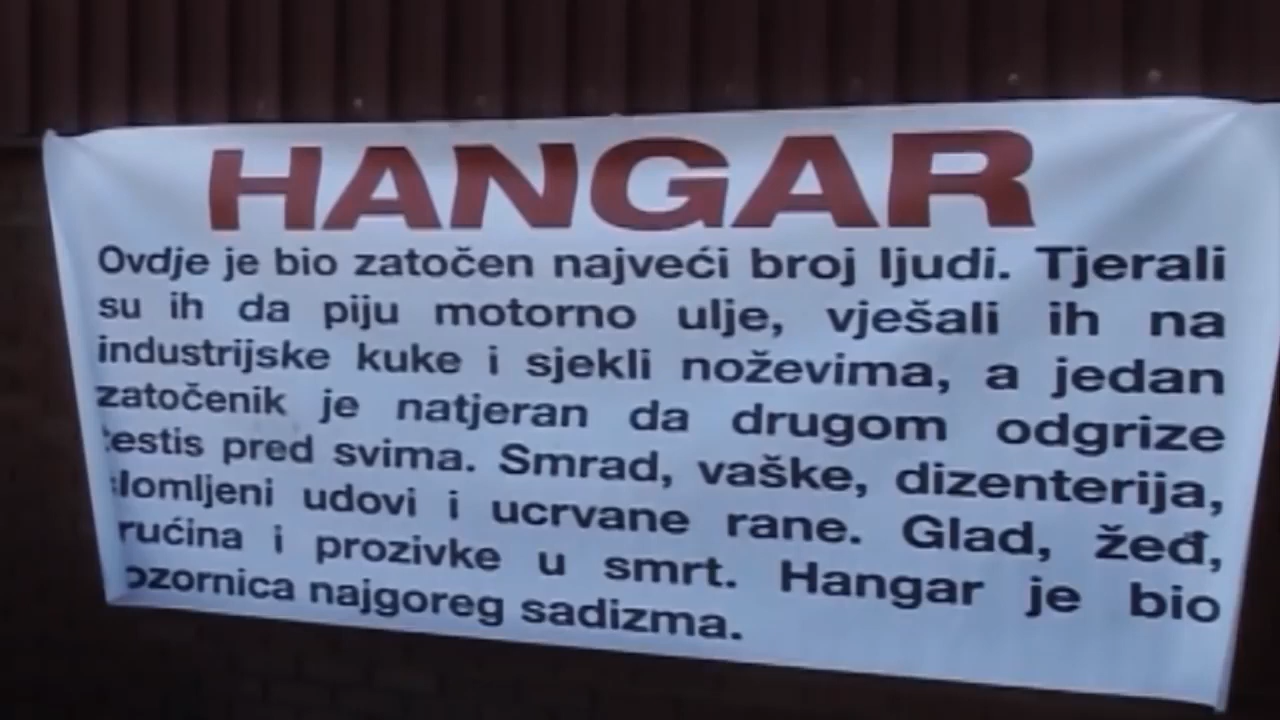 HANGAR
Ovdje je bio zatočen najveći broj ljudi. Tjerali
su ih da piju motorno ulje, vješali ih na
industrijske kuke i sjekli noževima, a jedan
zatočenik je natjeran da drugom odgrize
testis pred svima. Smrad, vaške, dizenterija,
slomljeni udovi i ucrvane rane. Glad, žeđ,
vrućina i prozivke u smrt. Hangar je bio
pozornica najgoreg sadizma.